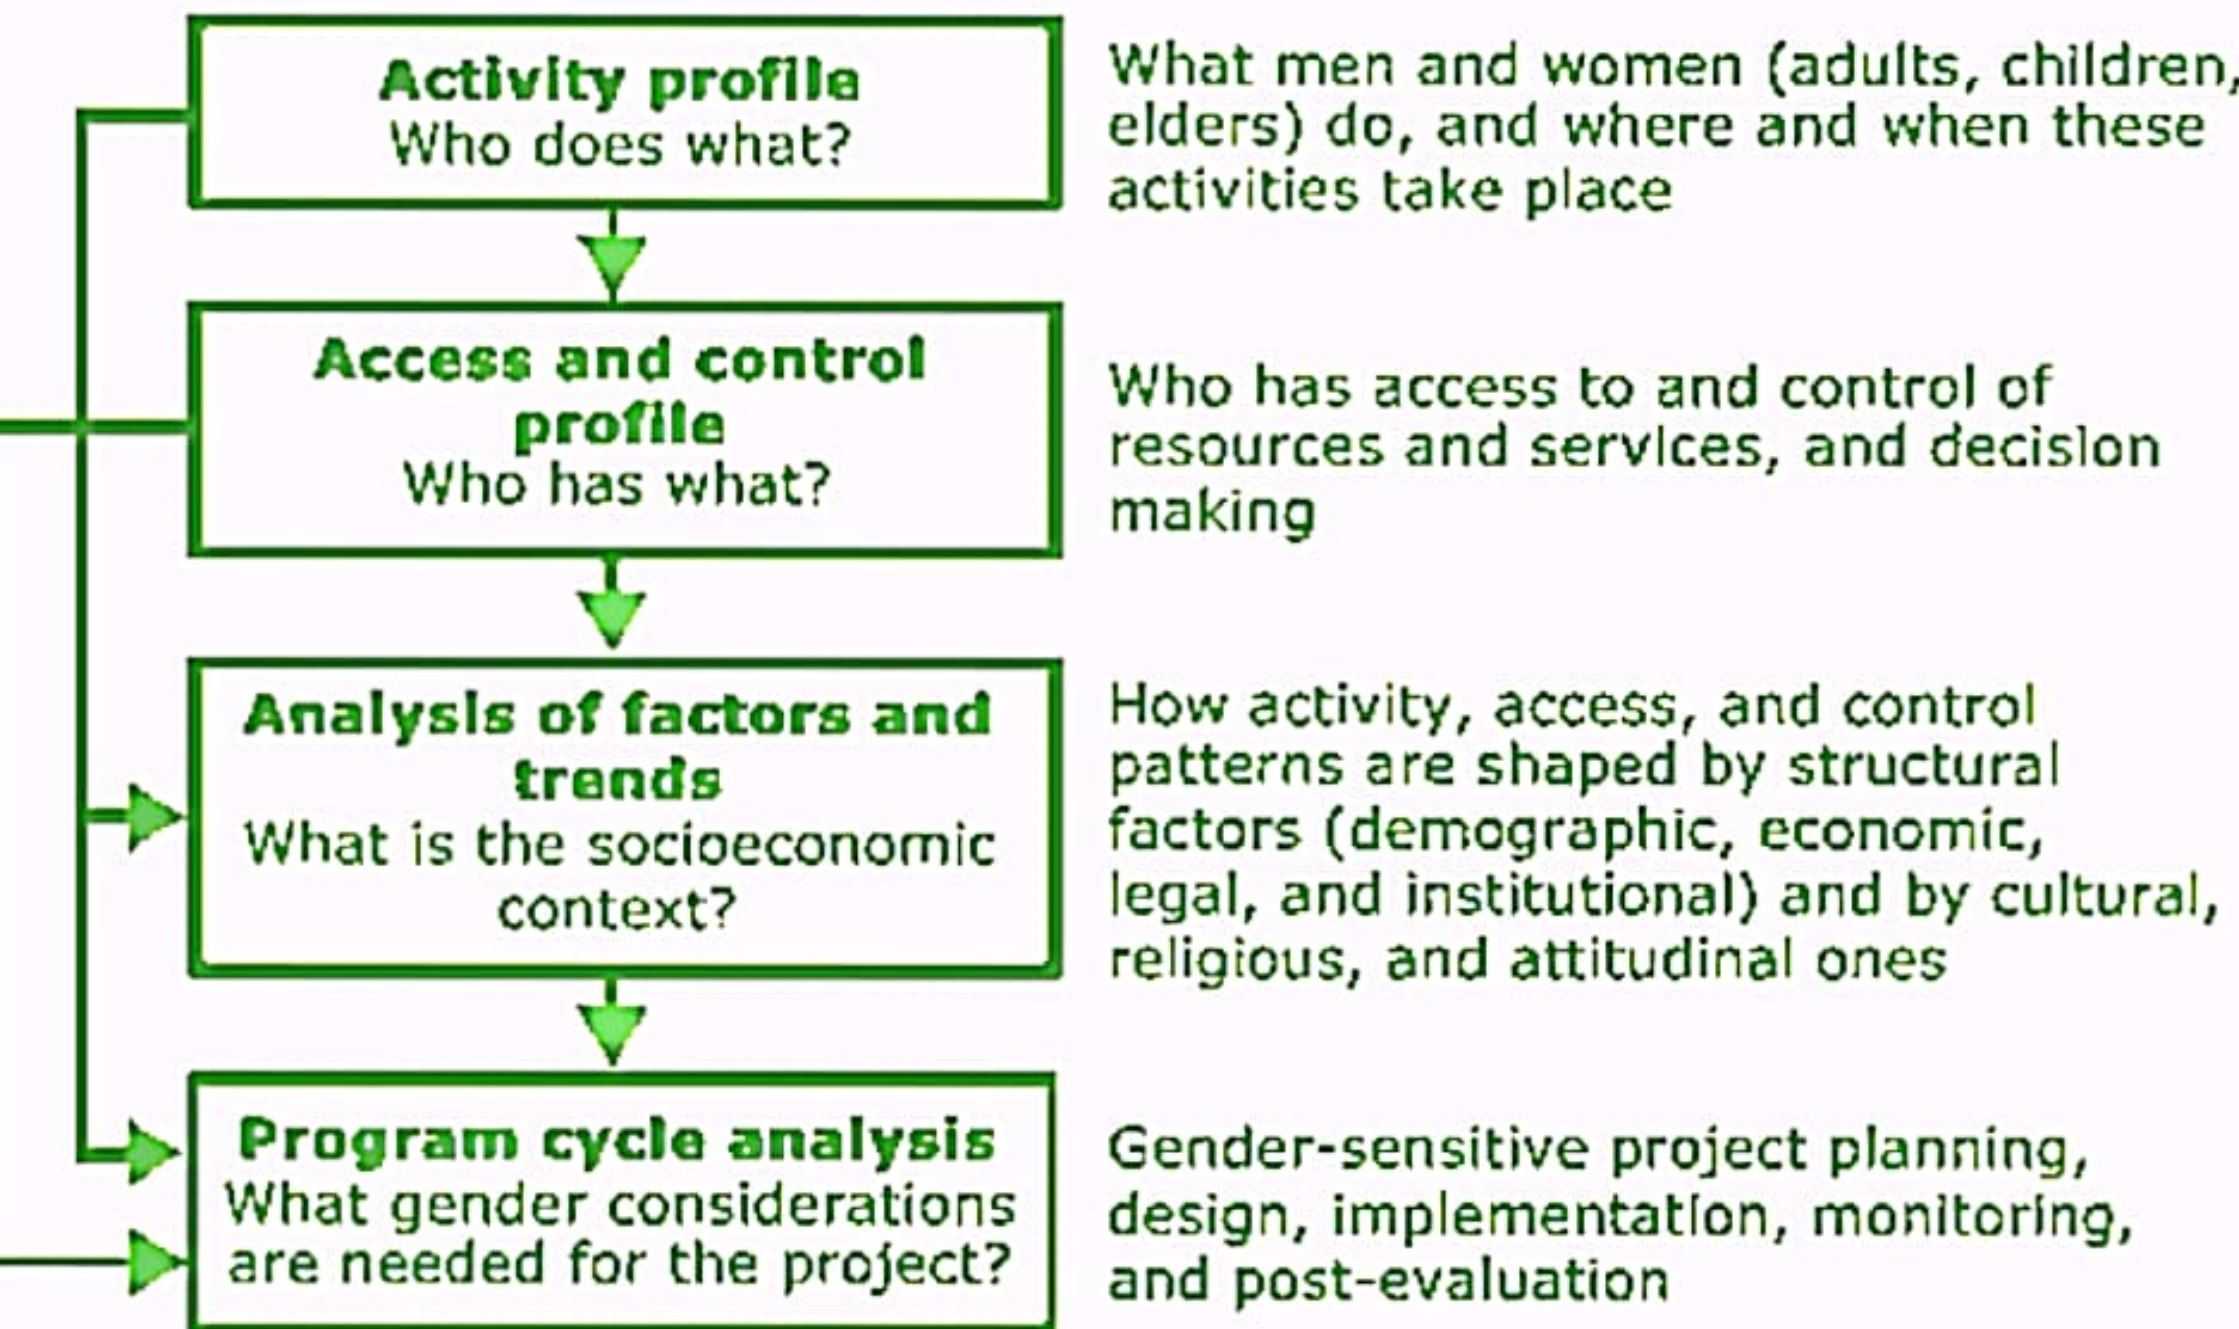 Activity profile
Who does what?
What men and women (adults, children,
elders) do, and where and when these
activities take place
Access and control
profile
Who has what?
Who has access to and control of
resources and services, and decision
making
Analysis of factors and
trends
What is the socioeconomic
context?
How activity, access, and control
patterns are shaped by structural
factors (demographic, economic,
legal, and institutional) and by cultural,
religious, and attitudinal ones
Program cycle analysis
What gender considerations
are needed for the project?
Gender-sensitive project planning,
design, implementation, monitoring,
and post-evaluation